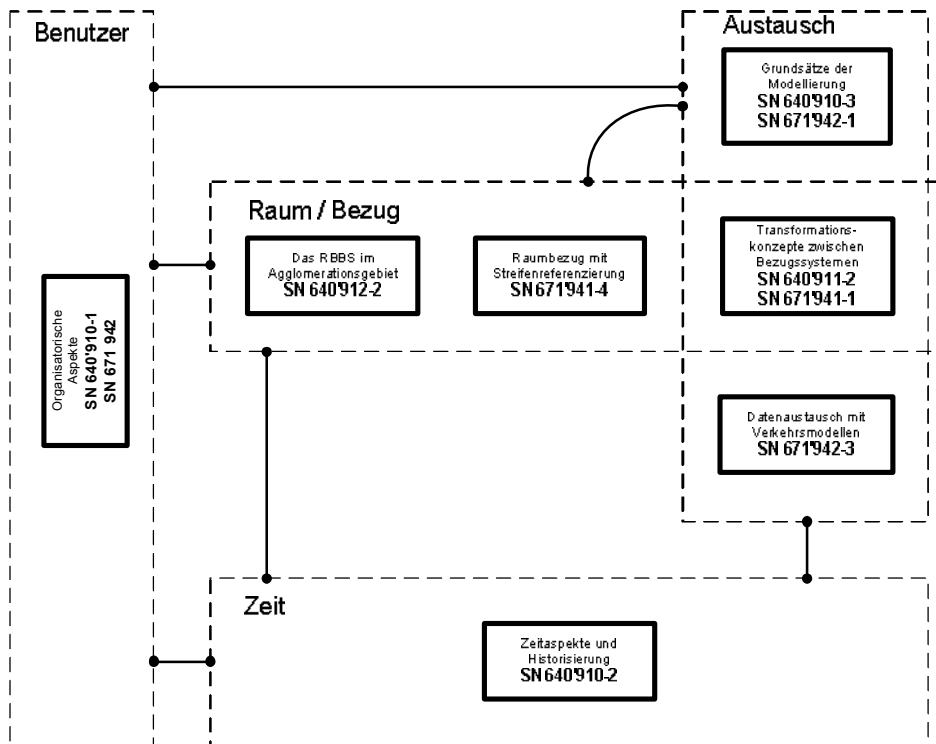 Benutzer
Austausch
Grundsätze der
Modellierung
SN 640'910-3
SN 671'942-1
Raum / Bezug
Das RBBS im
Agglomerationsgebiet
SN 640'912-2
Raumbezug mit
Streifenreferenzierung
SN 671'941-4
Transformations-
konzepte zwischen
Bezugssystemen
SN 640'911-2
SN 671'941-1
Organisatorische
Aspekte
SN 640'910-1
SN 671 942
Datenaustausch mit
Verkehrsmodellen
SN 671'942-3
Zeit
Zeitaspekte und
Historisierung
SN 640'910-2